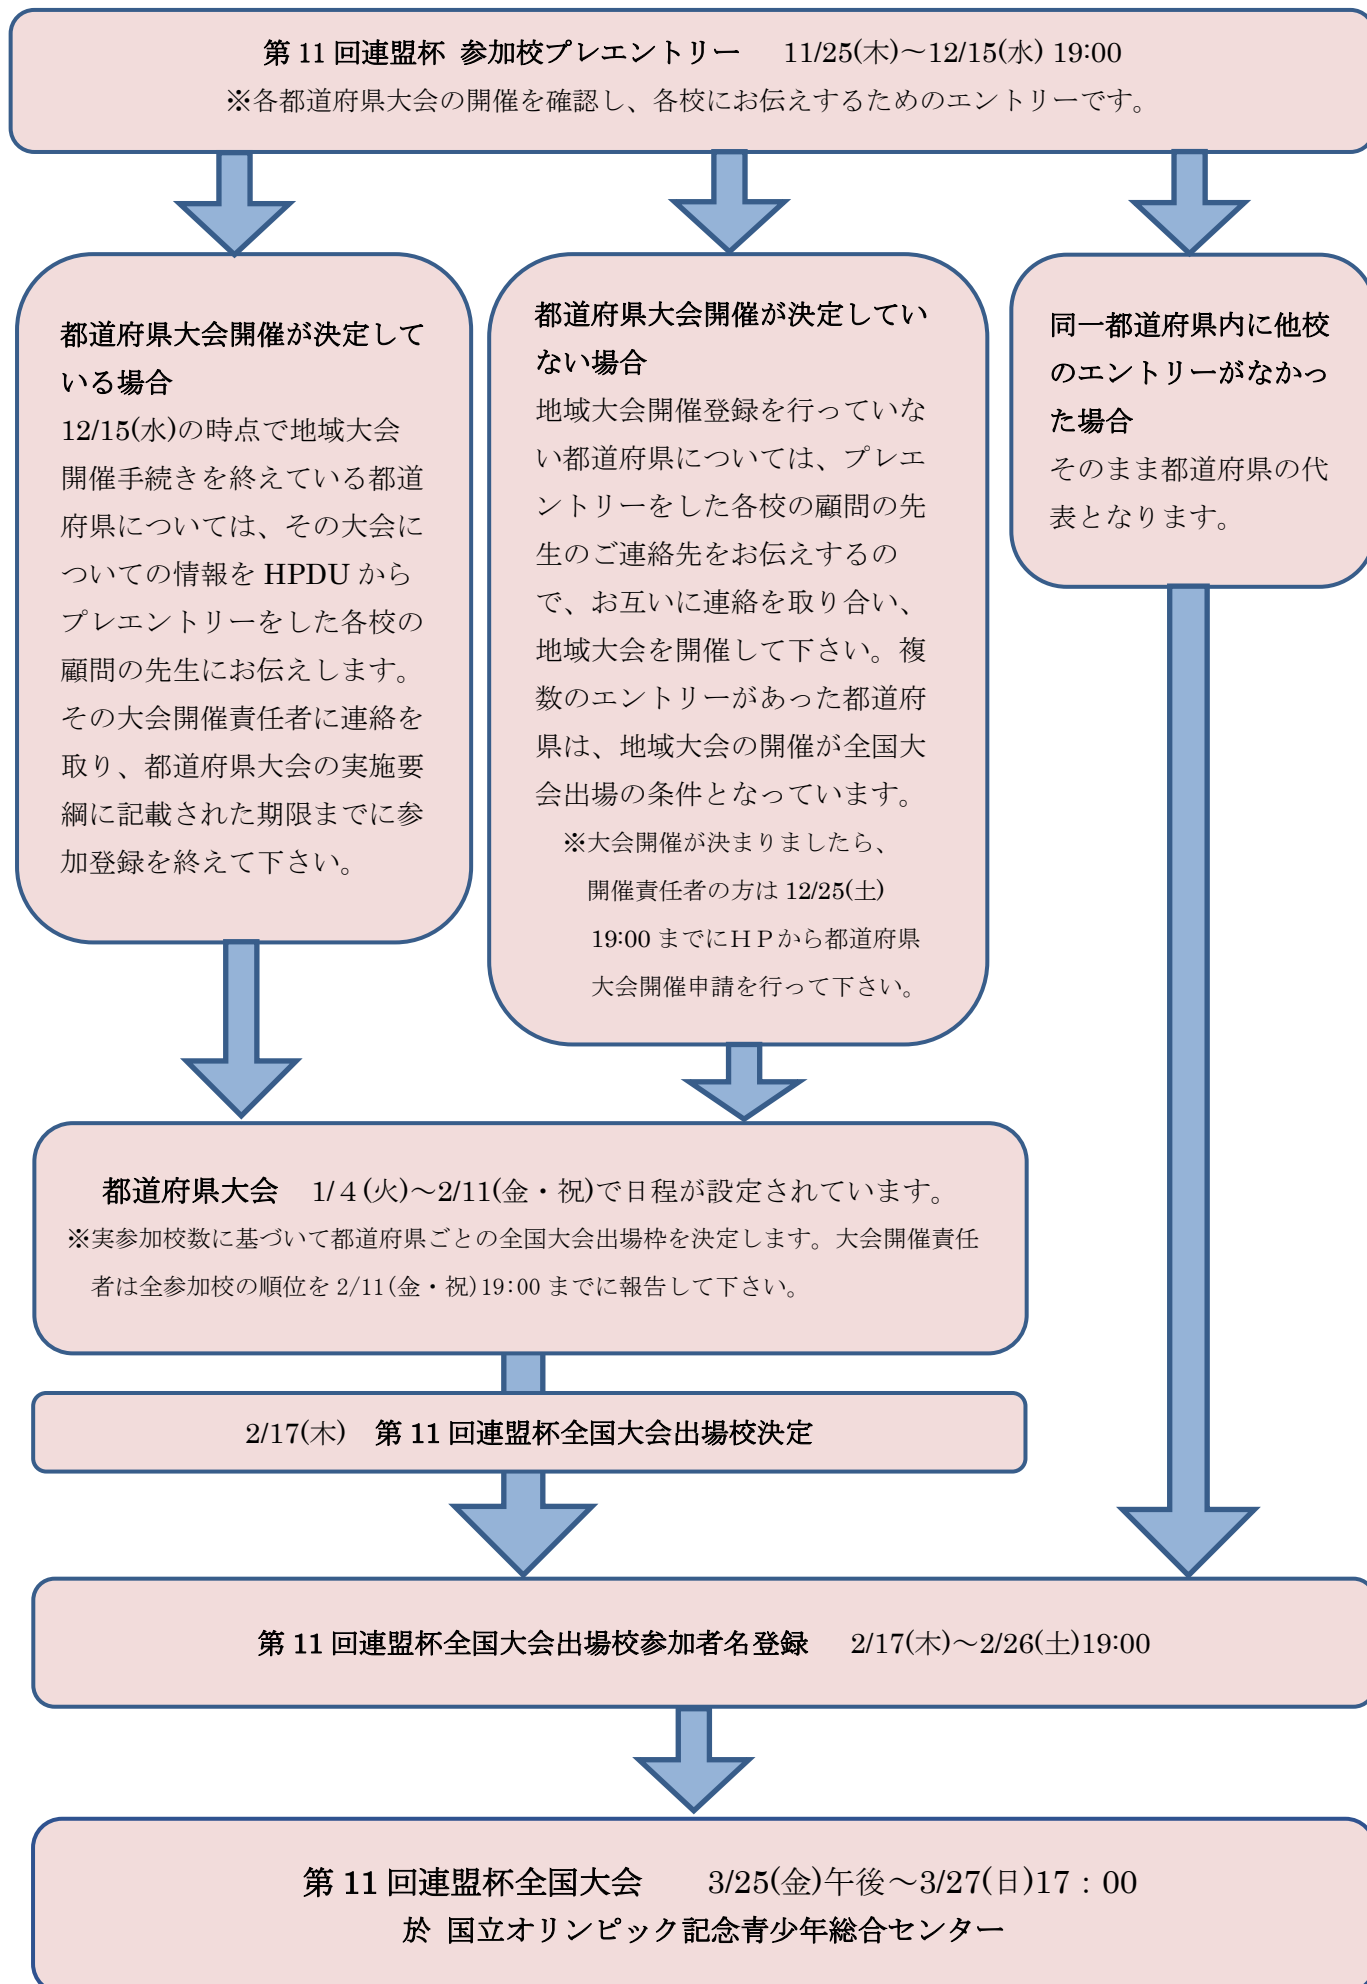 第 11 回連盟杯 参加校プレエントリー　11/25(木)～12/15(水) 19:00
※各都道府県大会の開催を確認し、各校にお伝えするためのエントリーです。
都道府県大会開催が決定して
いる場合
12/15(水)の時点で地域大会
開催手続きを終えている都道
府県については、その大会に
ついての情報を HPDU から
プレエントリーをした各校の
顧問の先生にお伝えします。
その大会開催責任者に連絡を
取り、都道府県大会の実施要
綱に記載された期限までに参
加登録を終えて下さい。
都道府県大会開催が決定してい
ない場合
地域大会開催登録を行っていな
い都道府県については、プレエ
ントリーをした各校の顧問の先
生のご連絡先をお伝えするの
で、お互いに連絡を取り合い、
地域大会を開催して下さい。複
数のエントリーがあった都道府
県は、地域大会の開催が全国大
会出場の条件となっています。
※大会開催が決まりましたら、
開催責任者の方は 12/25(土)
19:00 までにＨＰから都道府県
大会開催申請を行って下さい。
同一都道府県内に他校
のエントリーがなかっ
た場合
そのまま都道府県の代
表となります。
都道府県大会　1/４(火)～2/11(金・祝)で日程が設定されています。
※実参加校数に基づいて都道府県ごとの全国大会出場枠を決定します。大会開催責任
者は全参加校の順位を 2/11(金・祝)19:00 までに報告して下さい。
2/17(木)　第 11 回連盟杯全国大会出場校決定
第 11 回連盟杯全国大会出場校参加者名登録　2/17(木)～2/26(土)19:00
第 11 回連盟杯全国大会　3/25(金)午後～3/27(日)17：00
於 国立オリンピック記念青少年総合センター